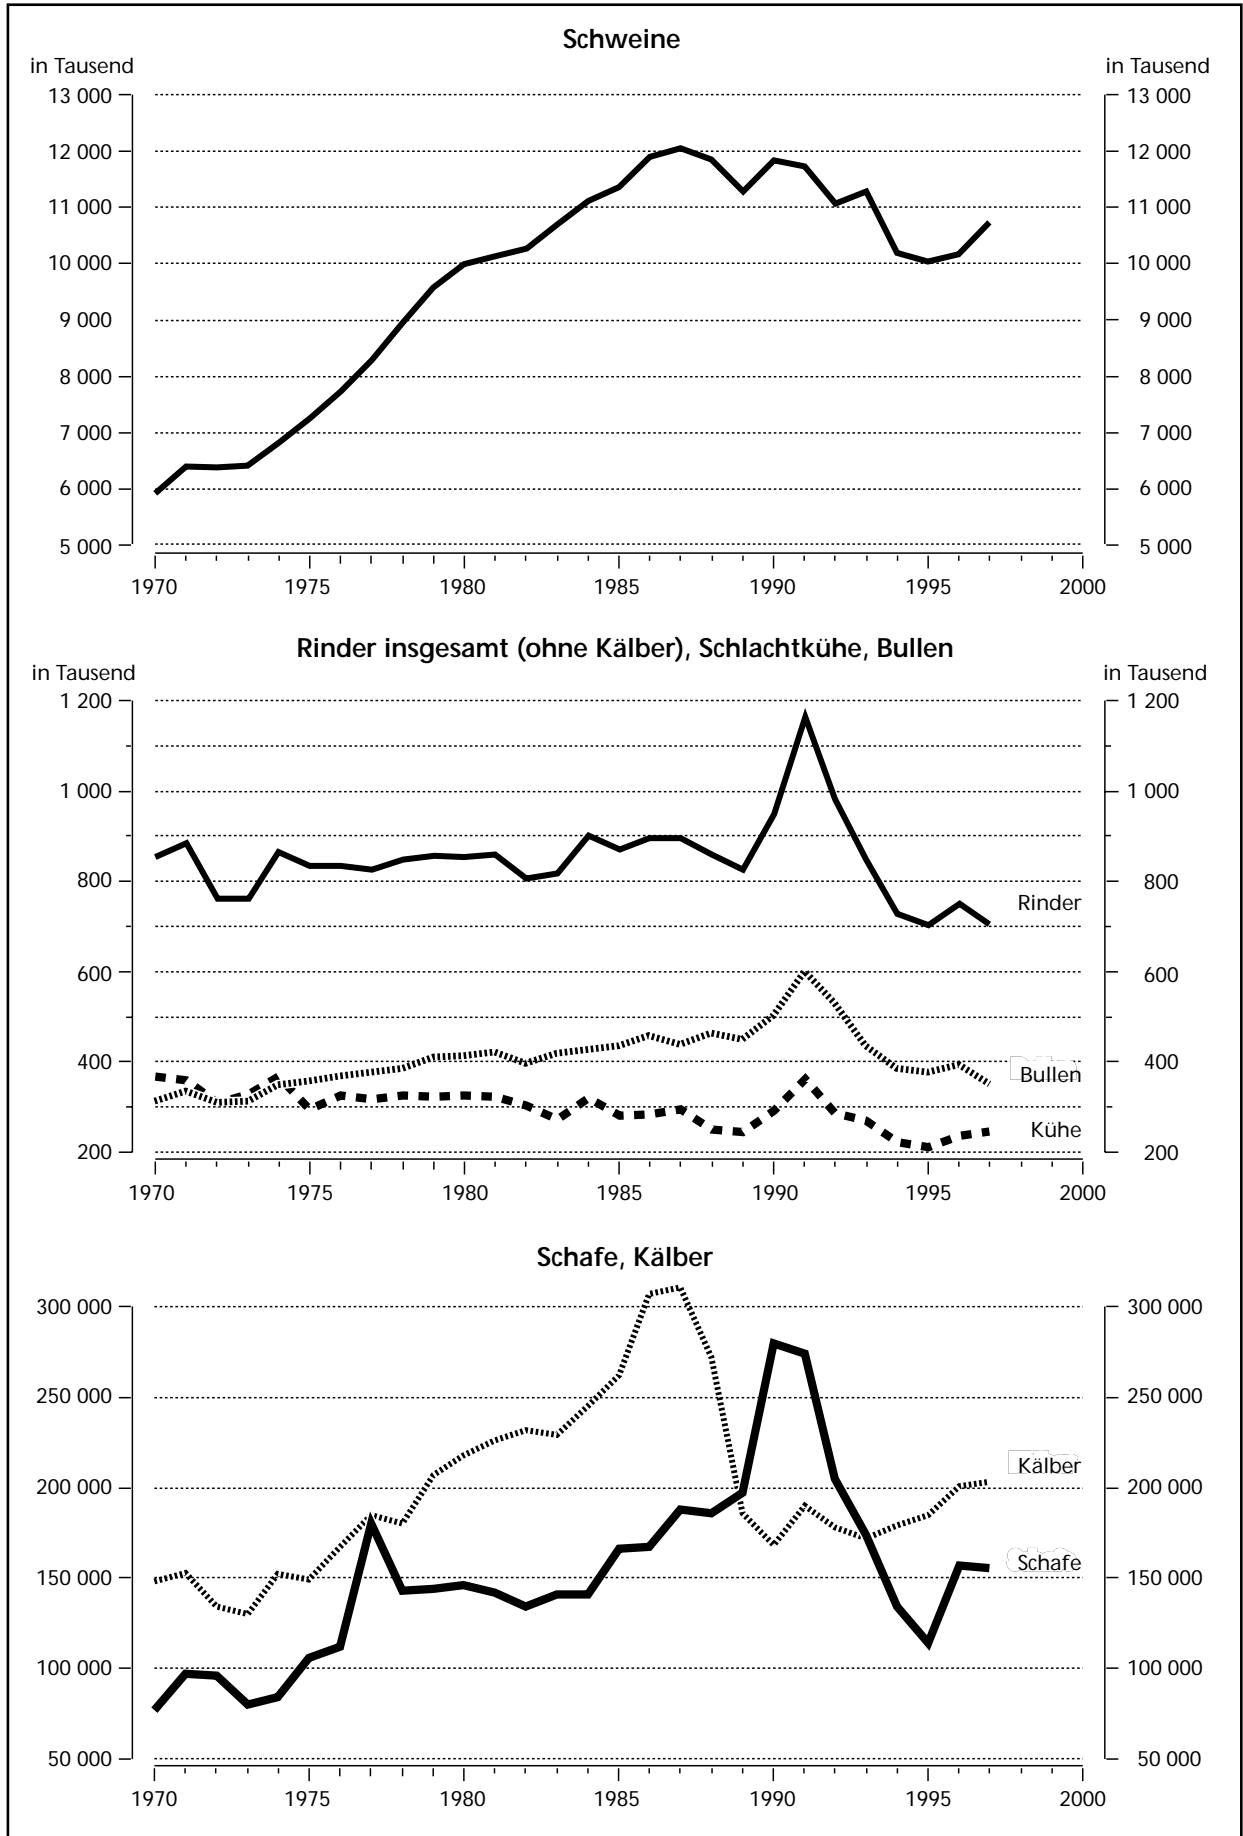 Schweine
in Tausend in Tausend
13 000 13 000
12 000 12 000
11 000 11 000
10 000 10 000
9 000 9 000
8 000 8 000
7 000 7 000
6 000 6 000
5 000 5 000
1970 1975 1980 1985 1990 1995 2000
Rinder insgesamt (ohne Kälber), Schlachtkühe, Bullen
in Tausend in Tausend
1 200 1 200
1 000 1 000
800 800
Rinder
600 600
400 400
Bullen
Kühe
200 200
1970 1975 1980 1985 1990 1995 2000
Schafe, Kälber
300 000 300 000
250 000 250 000
Kälber
200 000 200 000
Schafe
150 000 150 000
100 000 100 000
50 000 50 000
1970 1975 1980 1985 1990 1995 2000